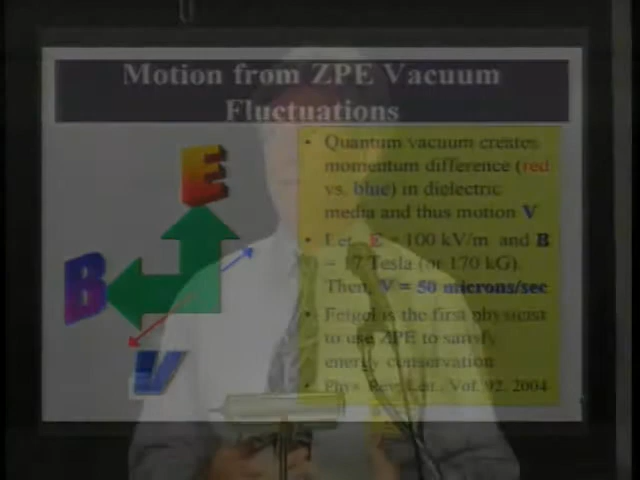 Motion from ZPE Vacuum
Fluctuations
E
B
V
• Quantum vacuum creates
momentum difference (red
vs. blue) in dielectric
media and thus motion V
• Let E = 100 kV/m and B
= 17 Tesla (or 170 kG).
Then, V = 50 microns/sec
• Feigel is the first physicist
to use ZPE to satisfy
energy conservation
• Phys. Rev. Let., Vol. 92, 2004